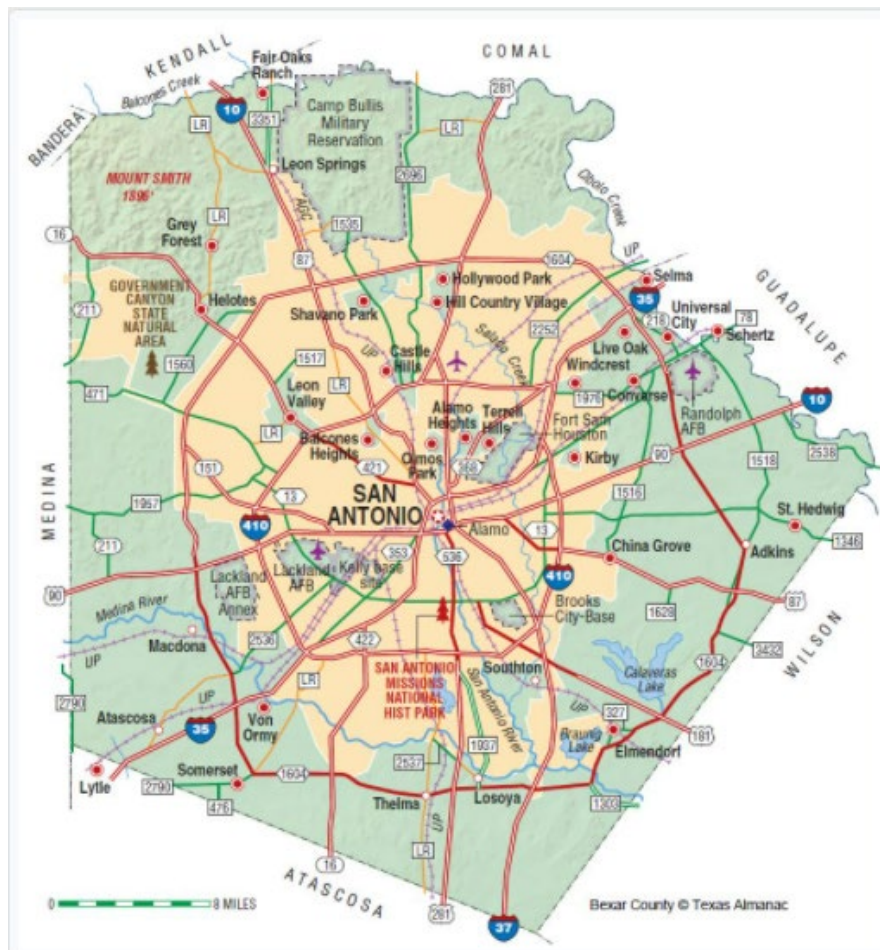 KENDALL
COMAL
BANDERA
Balcones Creek
Fair Oaks
Ranch
281
10
LR
3351
Camp Bullis
Military
Reservation
LR
Leon Springs
2696
MOUNT SMITH
1896'
AGC
Cibolo Creek
16
Grey
Forest
LR
1535
87
UP
1604
Selma
Hollywood Park
35
GUADALUPE
GOVERNMENT
CANYON
STATE
NATURAL
AREA
Helotes
Hill Country Village
211
Shavano Park
218
Universal
City
78
Schertz
2252
Salado Creek
UP
Live Oak
1517
Castle
Hills
Windcrest
1560
LR
471
Leon
Valley
1976
Converse
10
Randolph
AFB
Alamo
Heights
Terrell
Hills
Fort Sam
Houston
LR
Balcones
Heights
Olmos
Park
90
2538
421
368
Kirby
151
1518
MEDINA
13
SAN
ANTONIO
1516
1957
St. Hedwig
410
Alamo
13
211
353
536
China Grove
Adkins
1346
Lackland
AFB
Kelly base
site
410
90
Lackland
AFB
Annex
Brooks
City-Base
87
Medina River
1628
2536
422
Macdona
WILSON
3432
UP
SAN ANTONIO
MISSIONS
NATIONAL
HIST PARK
San Antonio River
Southton
Calaveras
Lake
1604
LR
2790
UP
Atascosa
Von
Ormy
UP
327
35
Braunig
Lake
181
1937
Elmendorf
2537
Somerset
1604
Lytle
2790
476
Thelma
Losoya
1303
UP
LR
16
ATASCOSA
281
37
0
8 MILES
Bexar County © Texas Almanac